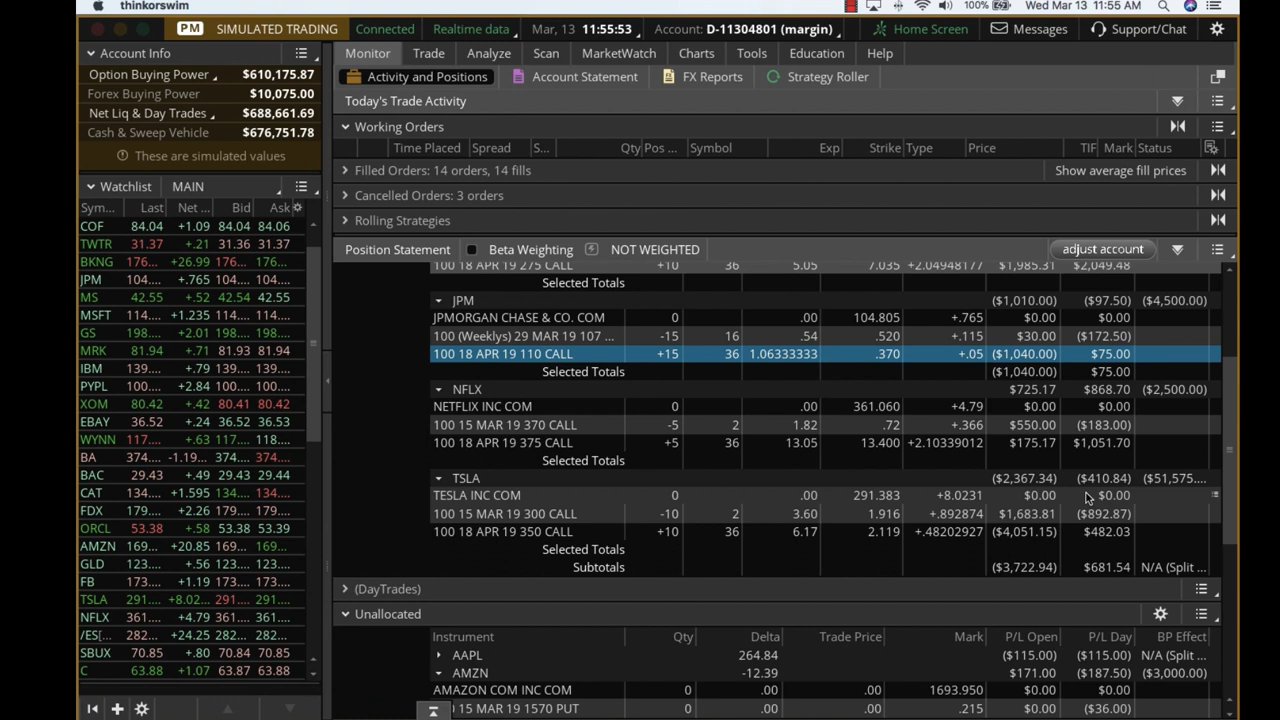 thinkorswim 100% Wed Mar 13 11:55 AM
PM SIMULATED TRADING Connected Realtime data Mar, 13 11:55:53 Account: D-11304801 (margin) Home Screen Messages Support/Chat
Account Info
Option Buying Power $610,175.87
Forex Buying Power $10,075.00
Net Liq & Day Trades $688,661.69
Cash & Sweep Vehicle $676,751.78
These are simulated values
Watchlist MAIN
Sym... Last Net ... Bid Ask
COF 84.04 +1.09 84.04 84.06
TWTR 31.37 +.21 31.36 31.37
BKNG 176... +26.99 176... 176...
JPM 104.... +.765 104.... 104....
MS 42.55 +.52 42.54 42.55
MSFT 114.... +1.235 114.... 114....
GS 198.... +2.01 198.... 198....
MRK 81.94 +.71 81.93 81.94
IBM 139.... +.79 139.... 139....
PYPL 100.... +2.84 100.... 100....
XOM 80.42 +.42 80.41 80.42
EBAY 36.52 +.24 36.52 36.53
WYNN 117.... +.63 117.... 118....
BA 374.... -1.19... 374.... 374....
BAC 29.43 +.49 29.43 29.44
CAT 134.... +1.595 134.... 134....
FDX 179.... +2.26 179.... 179....
ORCL 53.38 +.58 53.38 53.39
AMZN 169... +20.85 169... 169...
GLD 123.... +.56 123.... 123....
FB 173.... +1.19 173.... 173....
TSLA 291.... +8.02... 291.... 291....
NFLX 361.... +4.79 361.... 361....
/ES[... 282... +24.25 282... 282...
SBUX 70.85 +.80 70.84 70.85
C 63.88 +1.07 63.87 63.88
Monitor Trade Analyze Scan MarketWatch Charts Tools Education Help
Activity and Positions Account Statement FX Reports Strategy Roller
Today's Trade Activity
Working Orders
Time Placed Spread S... Qty Pos ... Symbol Exp Strike Type Price TIF Mark Status
Filled Orders: 14 orders, 14 fills Show average fill prices
Cancelled Orders: 3 orders
Rolling Strategies
Position Statement Beta Weighting NOT WEIGHTED adjust account
100 18 APR 19 275 CALL +10 36 5.05 7.035 +2.04948177 $1,985.31 $2,049.48
Selected Totals
JPM ($1,010.00) ($97.50) ($4,500.00)
JPMORGAN CHASE & CO. COM 0 .00 104.805 +.765 $0.00 $0.00
100 (Weeklys) 29 MAR 19 107 ... -15 16 .54 .520 +.115 $30.00 ($172.50)
100 18 APR 19 110 CALL +15 36 1.06333333 .370 +.05 ($1,040.00) $75.00
Selected Totals ($1,040.00) $75.00
NFLX $725.17 $868.70 ($2,500.00)
NETFLIX INC COM 0 .00 361.060 +4.79 $0.00 $0.00
100 15 MAR 19 370 CALL -5 2 1.82 .72 +.366 $550.00 ($183.00)
100 18 APR 19 375 CALL +5 36 13.05 13.400 +2.10339012 $175.17 $1,051.70
Selected Totals
TSLA ($2,367.34) ($410.84) ($51,575....
TESLA INC COM 0 .00 291.383 +8.0231 $0.00 $0.00
100 15 MAR 19 300 CALL -10 2 3.60 1.916 +.892874 $1,683.81 ($892.87)
100 18 APR 19 350 CALL +10 36 6.17 2.119 +.48202927 ($4,051.15) $482.03
Selected Totals
Subtotals ($3,722.94) $681.54 N/A (Split ...
(DayTrades)
Unallocated
Instrument Qty Delta Trade Price Mark P/L Open P/L Day BP Effect
AAPL 264.84 ($115.00) ($115.00) N/A (Split ...
AMZN -12.39 $171.00 ($187.50) ($3,000.00)
AMAZON COM INC COM 0 .00 .00 1693.950 $0.00 $0.00
15 MAR 19 1570 PUT 0 .00 .00 .215 $0.00 ($36.00)